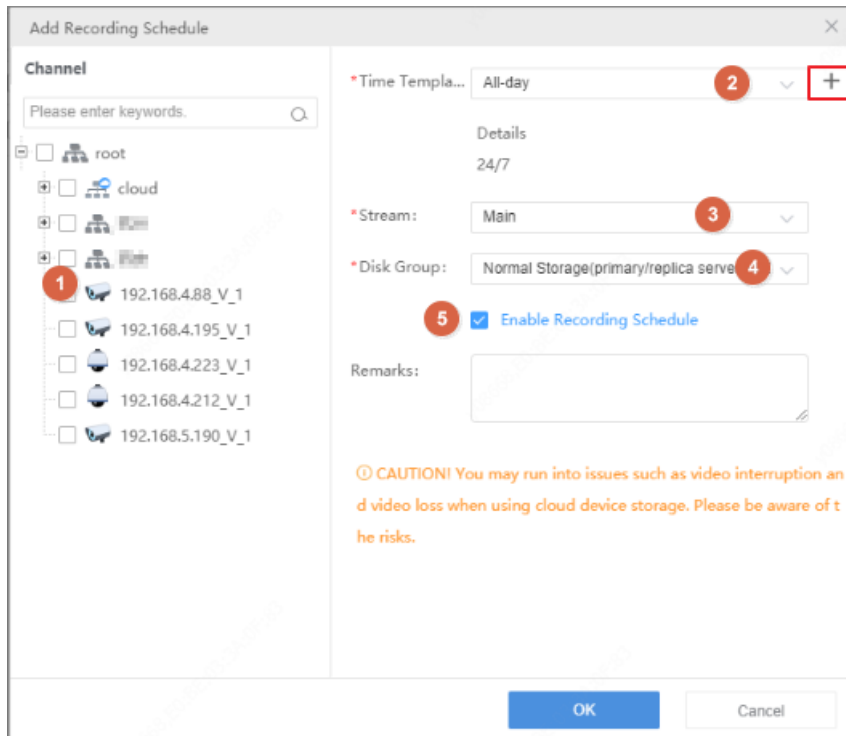 Add Recording Schedule
Channel
Please enter keywords.
root
cloud
1
192.168.4.88_V_1
192.168.4.195_V_1
192.168.4.223_V_1
192.168.4.212_V_1
192.168.5.190_V_1
*Time Templa... All-day 2
Details
24/7
*Stream: Main 3
*Disk Group: Normal Storage(primary/replica serve 4
5 Enable Recording Schedule
Remarks:
CAUTION! You may run into issues such as video interruption an
d video loss when using cloud device storage. Please be aware of t
he risks.
OK Cancel